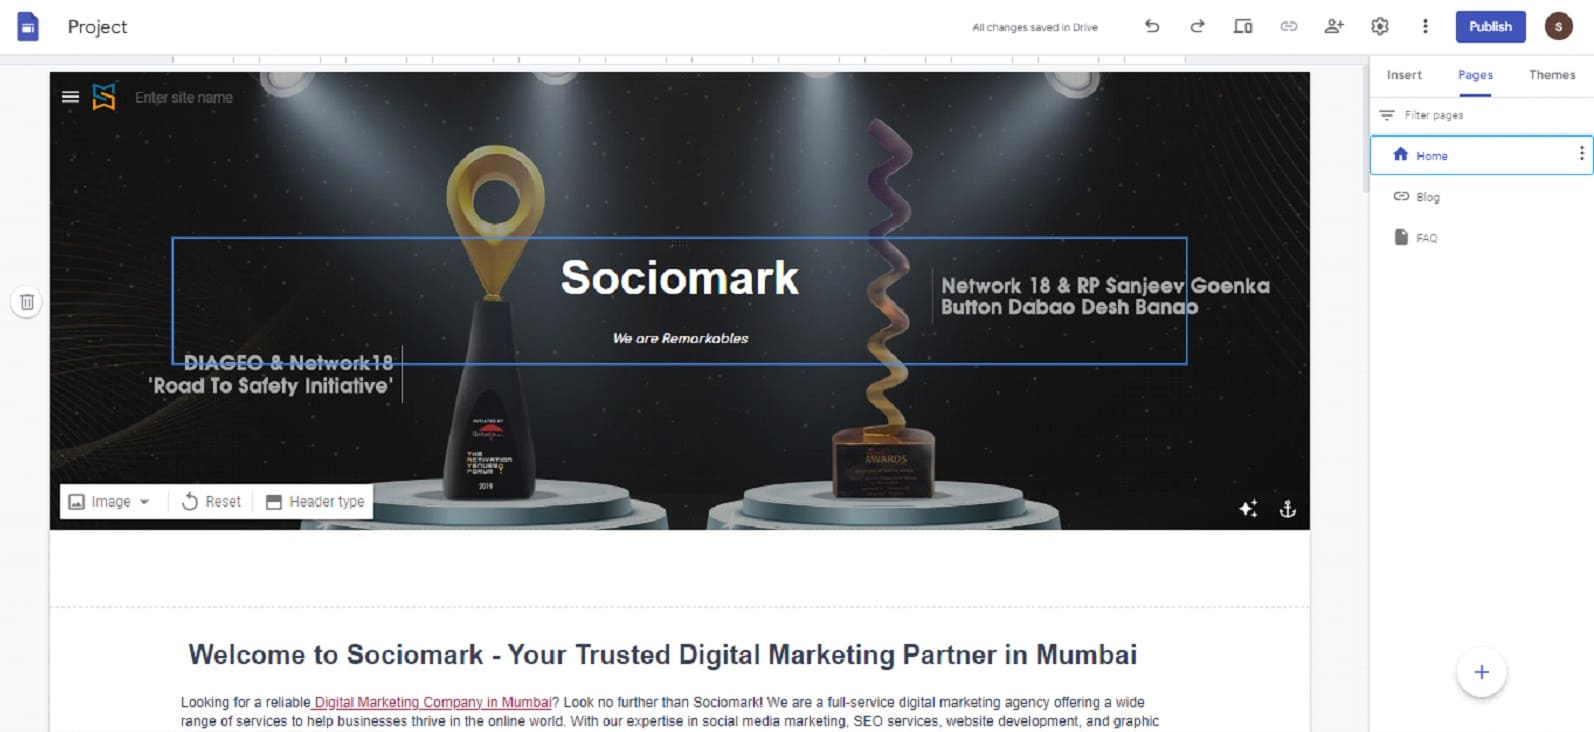 Project
All changes saved in Drive
Publish
S
Insert Pages Themes
Filter pages
Home
Blog
FAQ
Enter site name
Sociomark
We are Remarkables
Network 18 & RP Sanjeev Goenka
Button Dabao Desh Banao
DIAGEO & Network18
'Road To Safety Initiative'
THE
ACTIVATION
VENUES
FORUM
2019
AWARDS
Image Reset Header type
Welcome to Sociomark - Your Trusted Digital Marketing Partner in Mumbai
Looking for a reliable Digital Marketing Company in Mumbai? Look no further than Sociomark! We are a full-service digital marketing agency offering a wide
range of services to help businesses thrive in the online world. With our expertise in social media marketing, SEO services, website development, and graphic